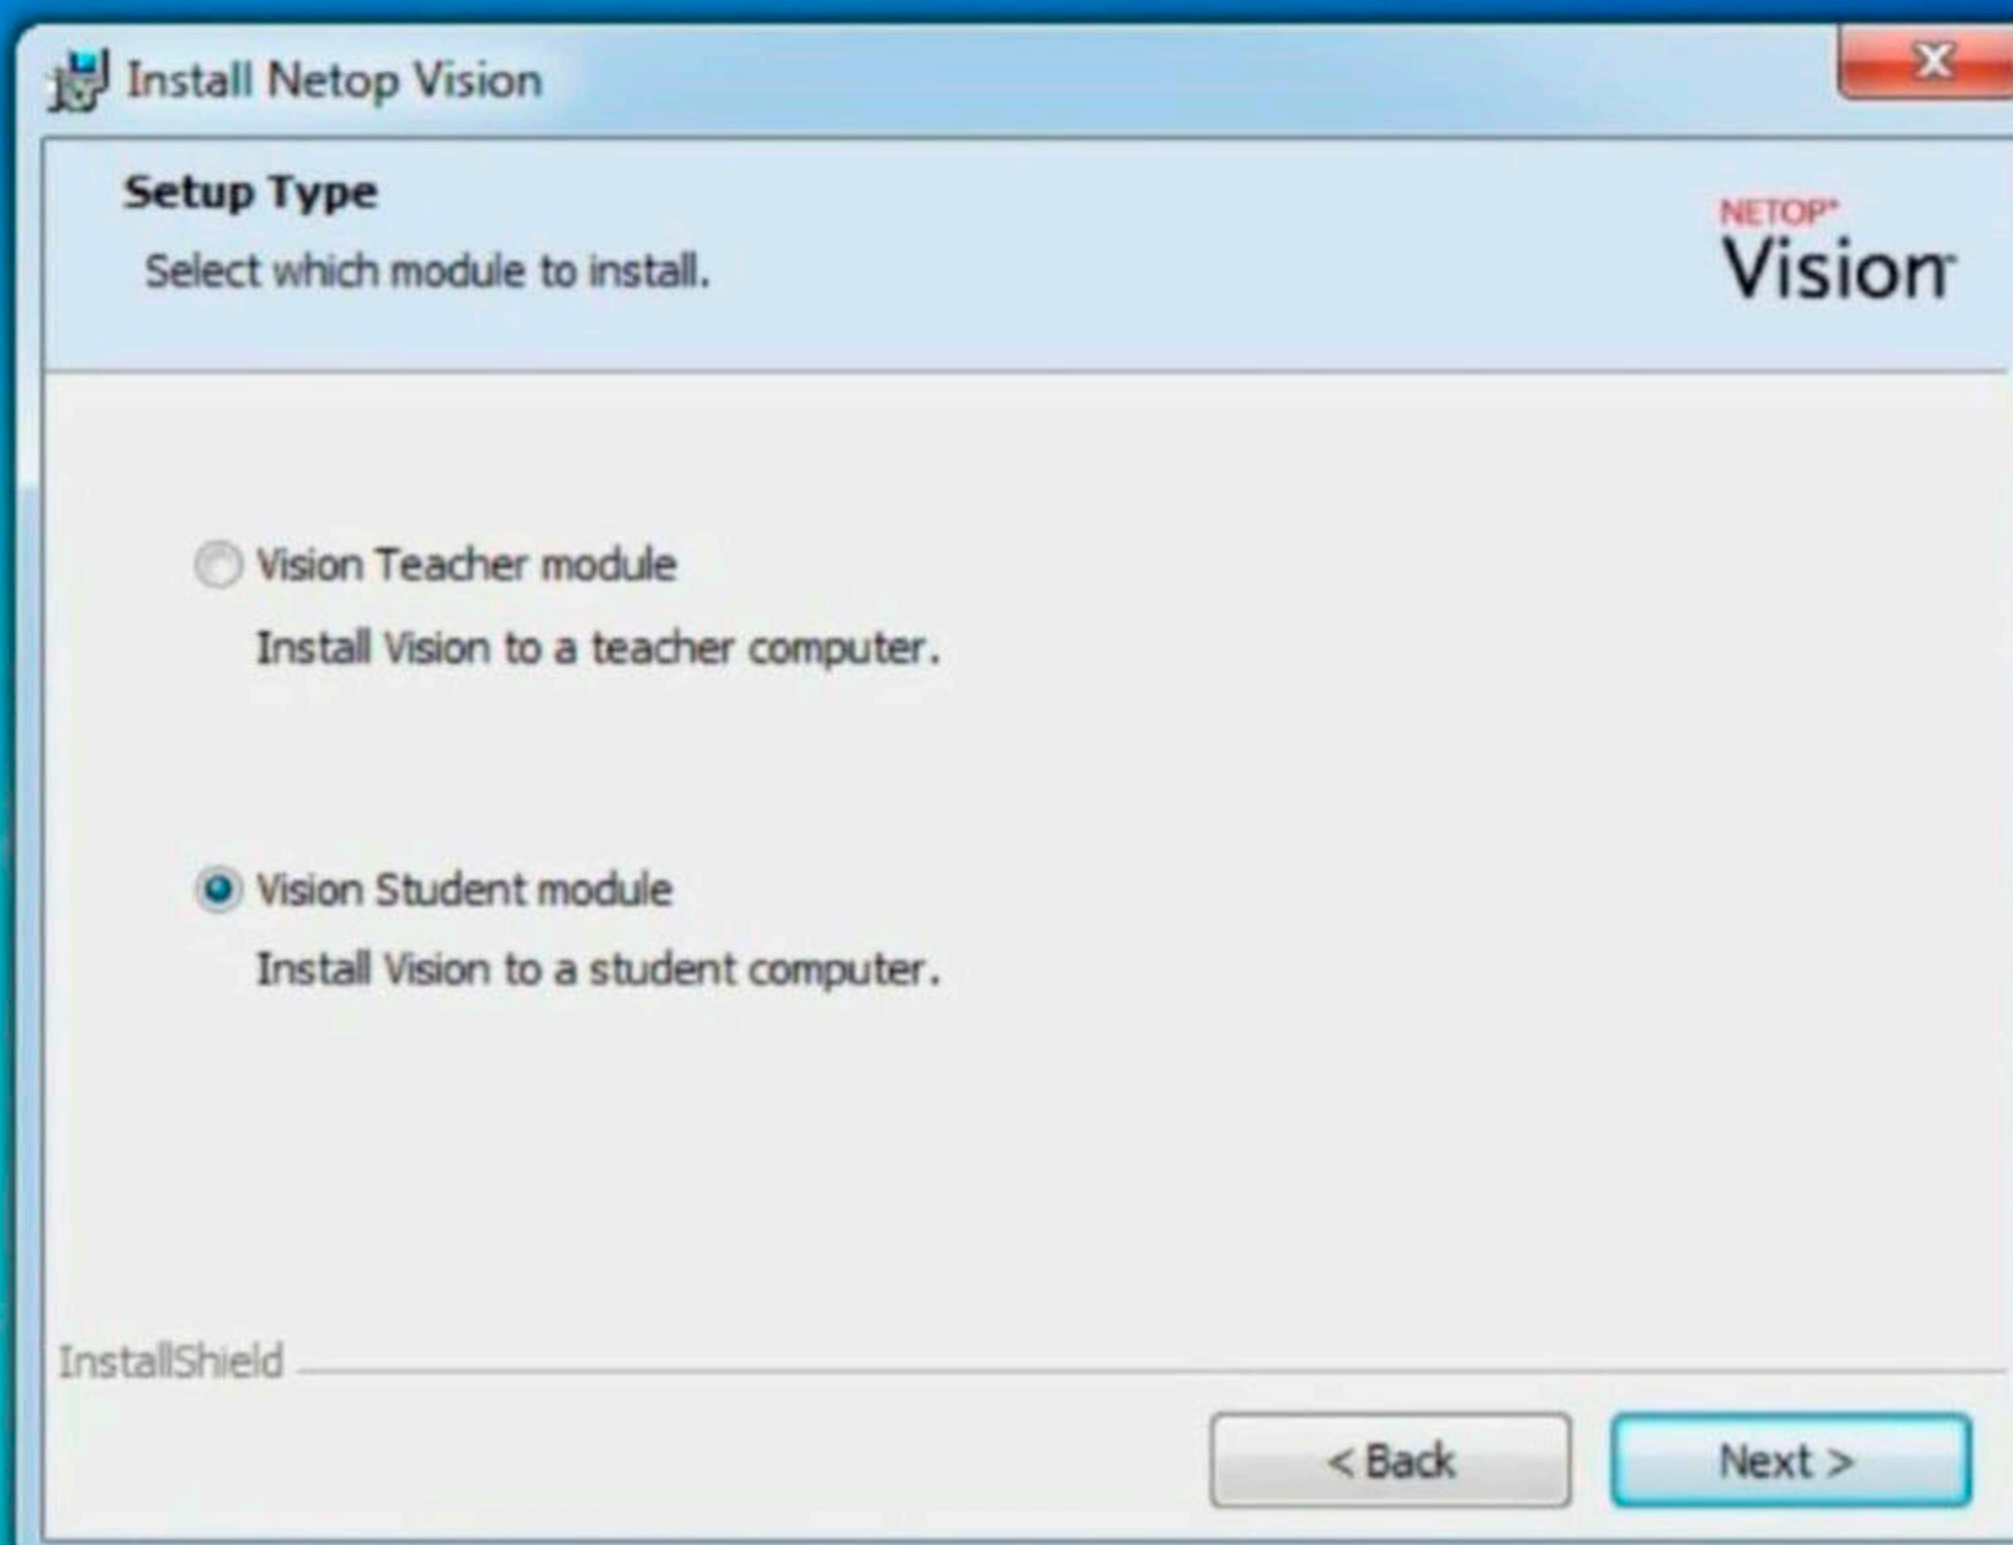 Install Netop Vision
X
Setup Type
Select which module to install.
NETOP®
Vision™
Vision Teacher module
Install Vision to a teacher computer.
Vision Student module
Install Vision to a student computer.
InstallShield
< Back
Next >